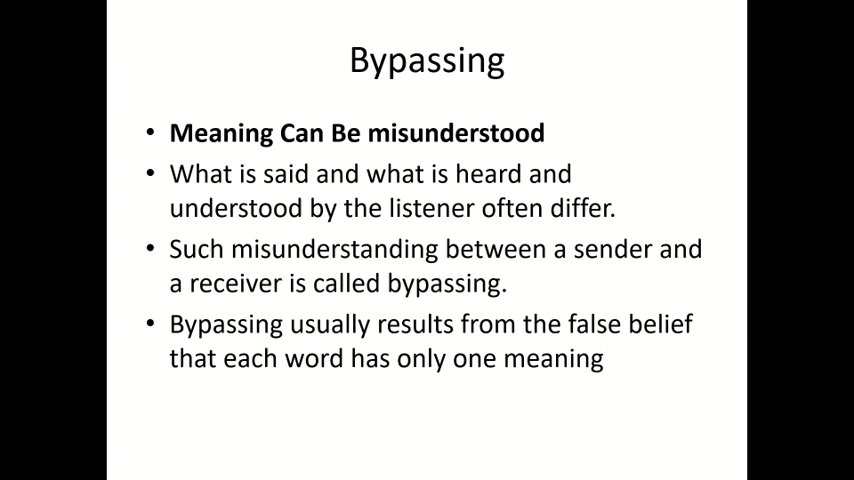 Bypassing
• Meaning Can Be misunderstood
• What is said and what is heard and
understood by the listener often differ.
• Such misunderstanding between a sender and
a receiver is called bypassing.
• Bypassing usually results from the false belief
that each word has only one meaning